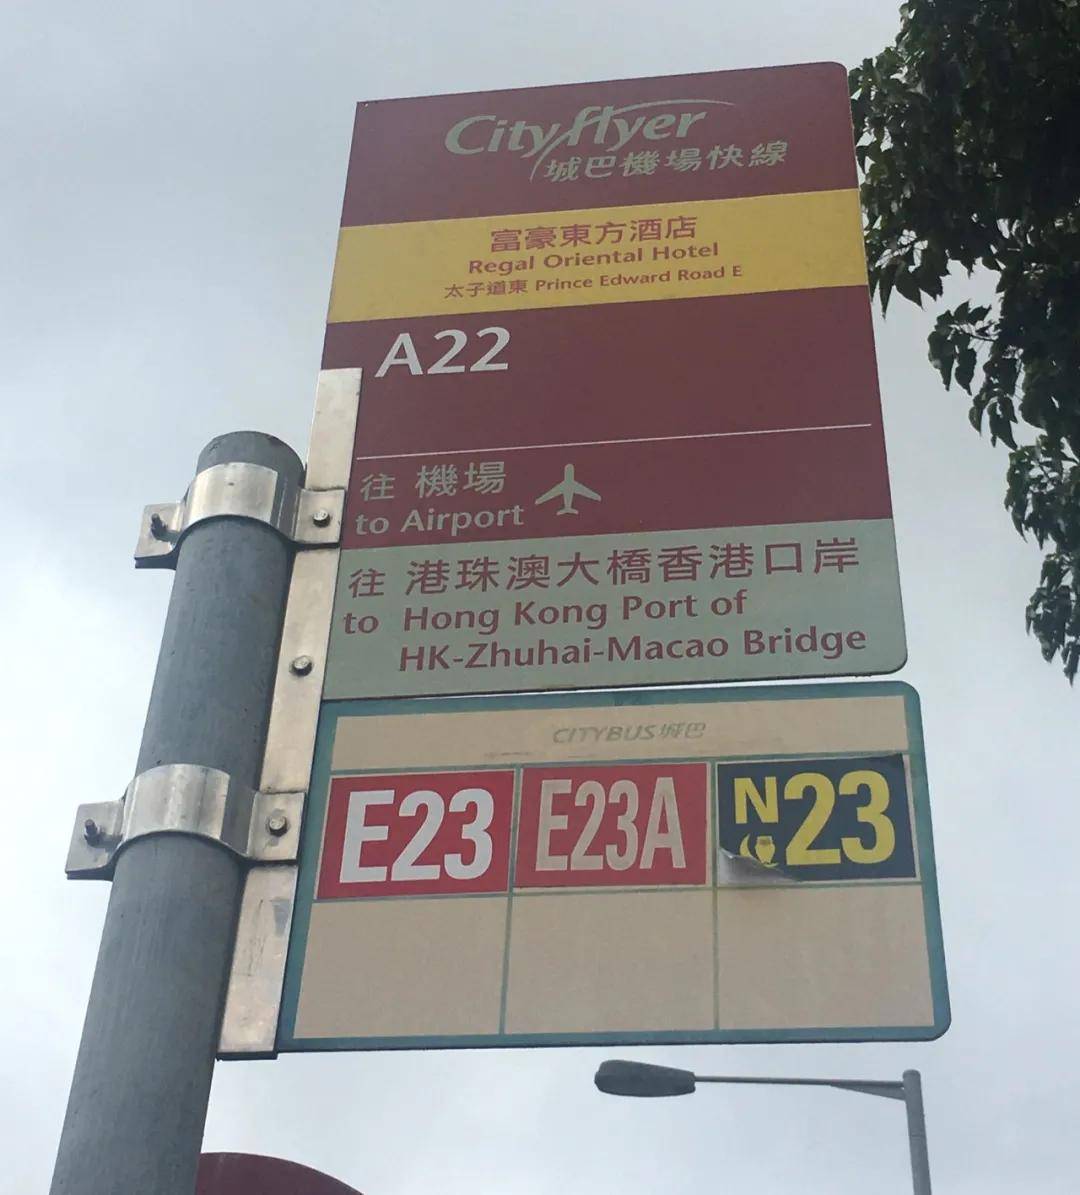 Cityflyer
城巴機場快線
富豪東方酒店
Regal Oriental Hotel
太子道東 Prince Edward Road E
A22
往 機場
to Airport
往 港珠澳大橋香港口岸
to Hong Kong Port of
HK-Zhuhai-Macao Bridge
CITYBUS 城巴
E23 E23A N23